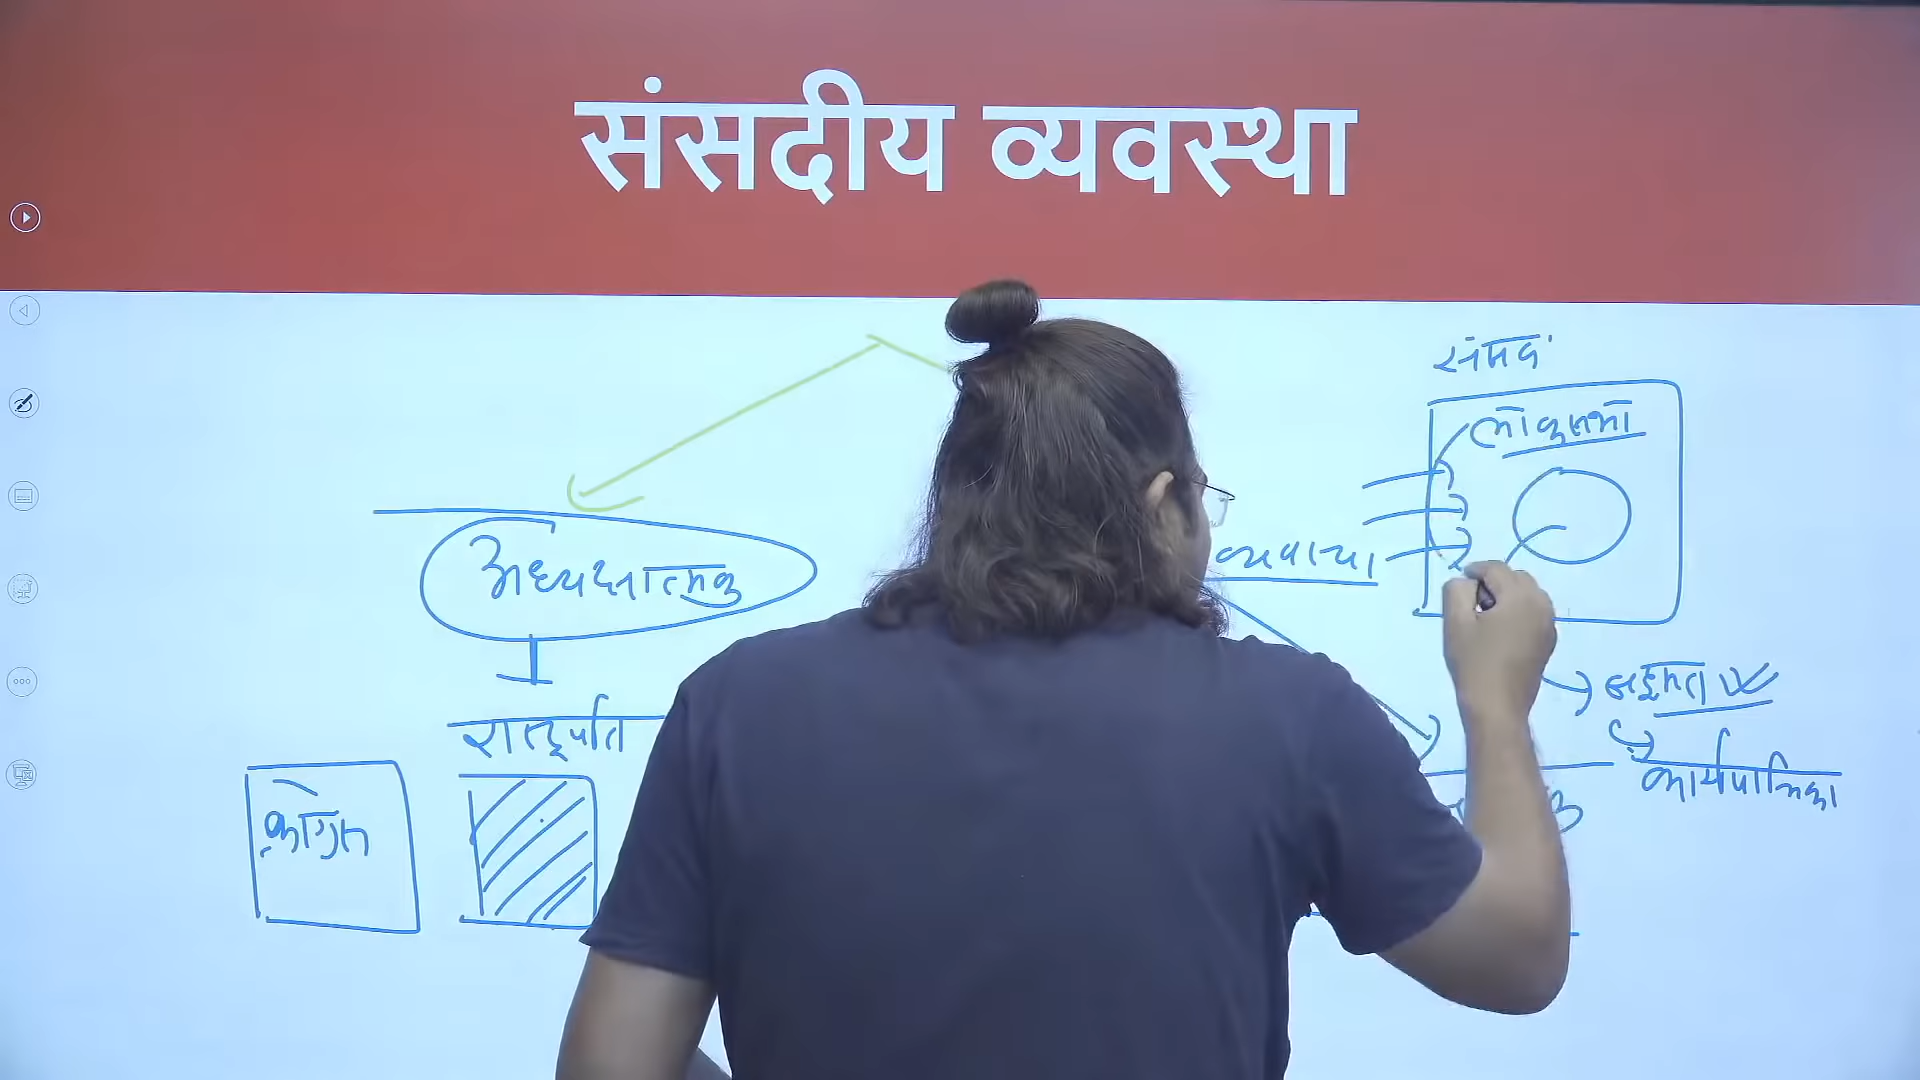 संसदीय व्यवस्था
संसद
लोकसभा
व्यवस्था
अध्यक्षात्मक
बहुमत
राष्ट्रपति
कार्यपालिका
कांग्रेस